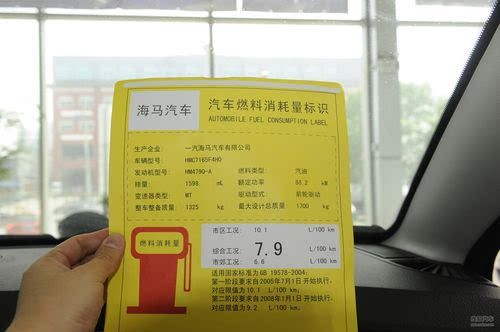 海马汽车
汽车燃料消耗量标识
AUTOMOBILE FUEL CONSUMPTION LABEL
生产企业: 一汽海马汽车有限公司
车辆型号: HMC7165F4H0
发动机型号: HM479Q-A 燃料类型: 汽油
排量: 1598 mL 额定功率: 88.2 kW
变速器类型: MT 驱动型式: 前轮驱动
整车整备质量: 1325 kg 最大设计总质量: 1700 kg
燃料消耗量
市区工况: 10.1 L/100 km
综合工况: 7.9 L/100 km
市郊工况: 6.6 L/100 km
适用国家标准为GB 19578-2004:
第一阶段要求自2005年7月1日开始执行,
对应限值为10.1 L/100 km;
第二阶段要求自2008年1月1日开始执行,
对应限值为9.2 L/100 km。